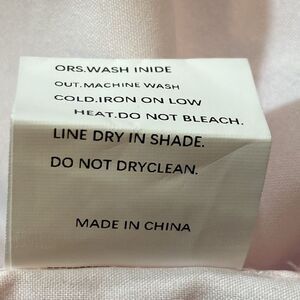 ORS.WASH INIDE
OUT.MACHINE WASH
COLD.IRON ON LOW
HEAT.DO NOT BLEACH.
LINE DRY IN SHADE.
DO NOT DRYCLEAN.
MADE IN CHINA